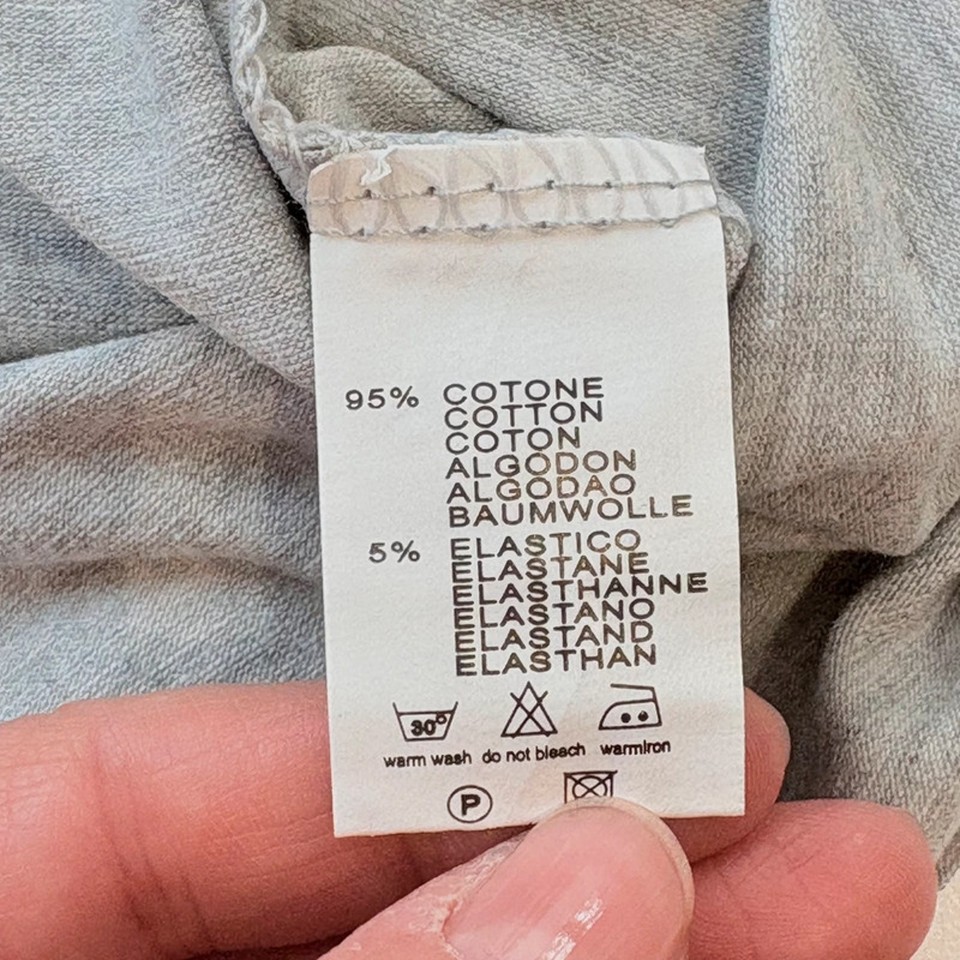 95% COTONE
COTTON
COTON
ALGODON
ALGODAO
BAUMWOLLE
5% ELASTICO
ELASTANE
ELASTHANNE
ELASTANO
ELASTAND
ELASTHAN
30°
warm wash do not bleach warmiron
P